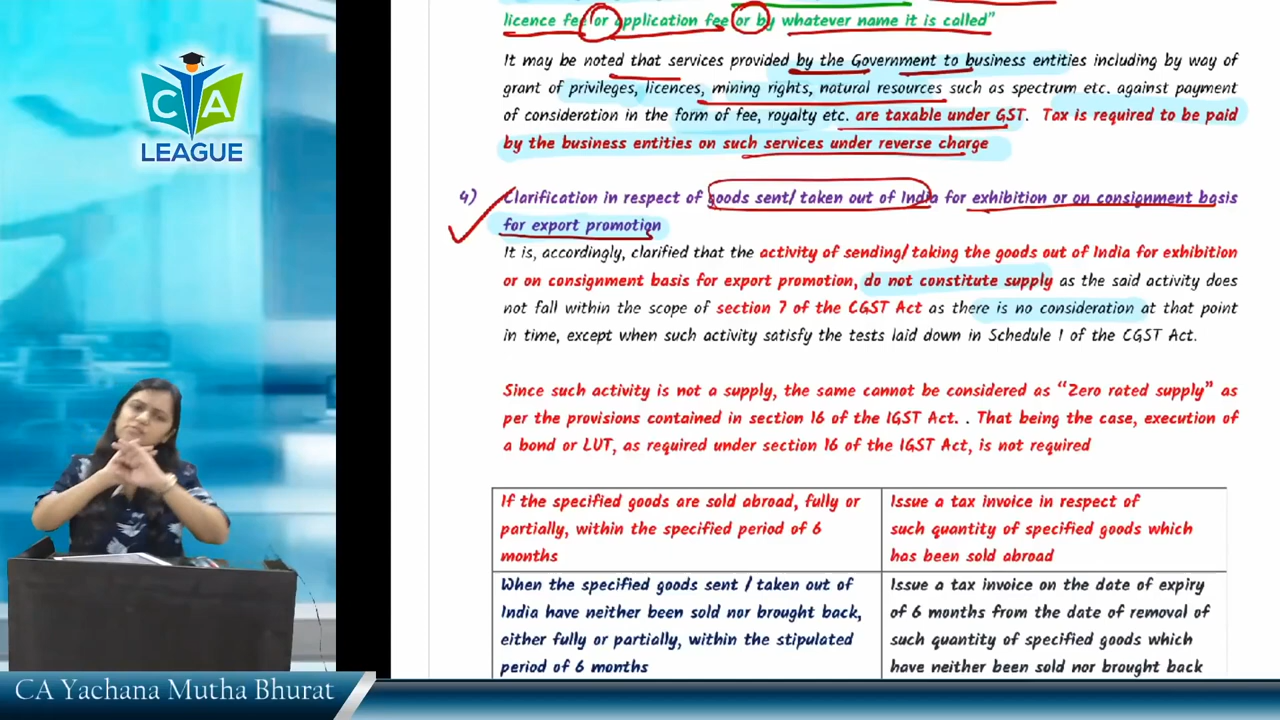 licence fee or application fee or by whatever name it is called"
It may be noted that services provided by the Government to business entities including by way of
grant of privileges, licences, mining rights, natural resources such as spectrum etc. against payment
of consideration in the form of fee, royalty etc. are taxable under GST. Tax is required to be paid
by the business entities on such services under reverse charge
CA
LEAGUE
4) Clarification in respect of goods sent/ taken out of India for exhibition or on consignment basis
for export promotion
It is, accordingly, clarified that the activity of sending/ taking the goods out of India for exhibition
or on consignment basis for export promotion, do not constitute supply as the said activity does
not fall within the scope of section 7 of the CGST Act as there is no consideration at that point
in time, except when such activity satisfy the tests laid down in Schedule 1 of the CGST Act.
Since such activity is not a supply, the same cannot be considered as “Zero rated supply” as
per the provisions contained in section 16 of the IGST Act. . That being the case, execution of
a bond or LUT, as required under section 16 of the IGST Act, is not required
If the specified goods are sold abroad, fully or
partially, within the specified period of 6
months
Issue a tax invoice in respect of
such quantity of specified goods which
has been sold abroad
When the specified goods sent / taken out of
India have neither been sold nor brought back,
either fully or partially, within the stipulated
period of 6 months
Issue a tax invoice on the date of expiry
of 6 months from the date of removal of
such quantity of specified goods which
have neither been sold nor brought back
CA Yachana Mutha Bhurat